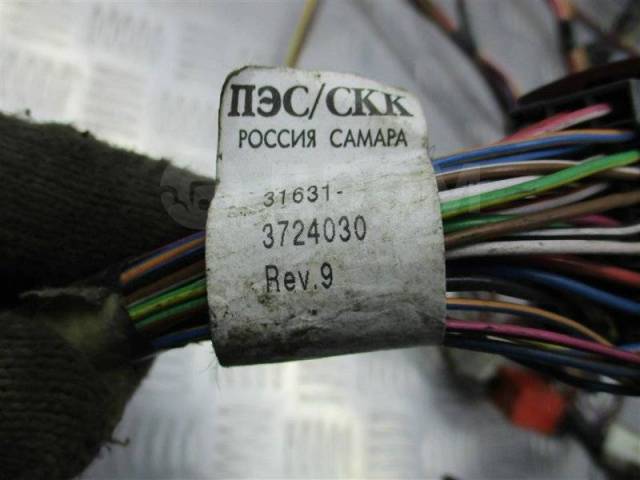 ПЭС/СКК
РОССИЯ САМАРА
31631-
3724030
Rev.9